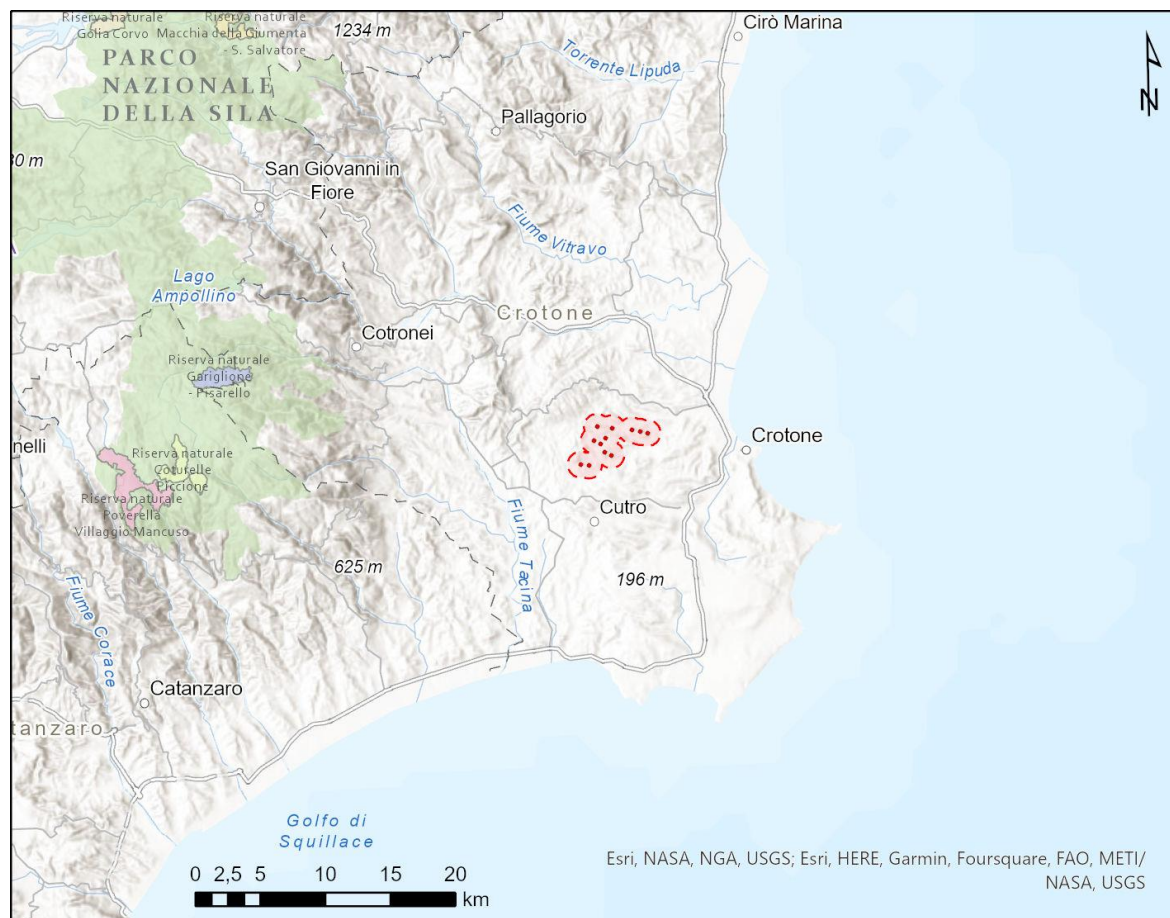 Riserva naturale
Golia Corvo
Riserva naturale
Macchia della Giumenta
- S. Salvatore
1234 m
Cirò Marina
Torrente Lipuda
PARCO
NAZIONALE
DELLA SILA
Pallagorio
N
San Giovanni in
Fiore
Fiume Vitravo
Lago
Ampollino
Crotone
Cotronei
Riserva naturale
Gariglione
- Pisarello
Crotone
nelli
Riserva naturale
Coturelle
Piccione
Riserva naturale
Poverella
Villaggio Mancuso
Cutro
Fiume Tacina
625 m
196 m
Fiume Corace
Catanzaro
tanzaro
Golfo di
Squillace
0 2,5 5 10 15 20
km
Esri, NASA, NGA, USGS; Esri, HERE, Garmin, Foursquare, FAO, METI/
NASA, USGS